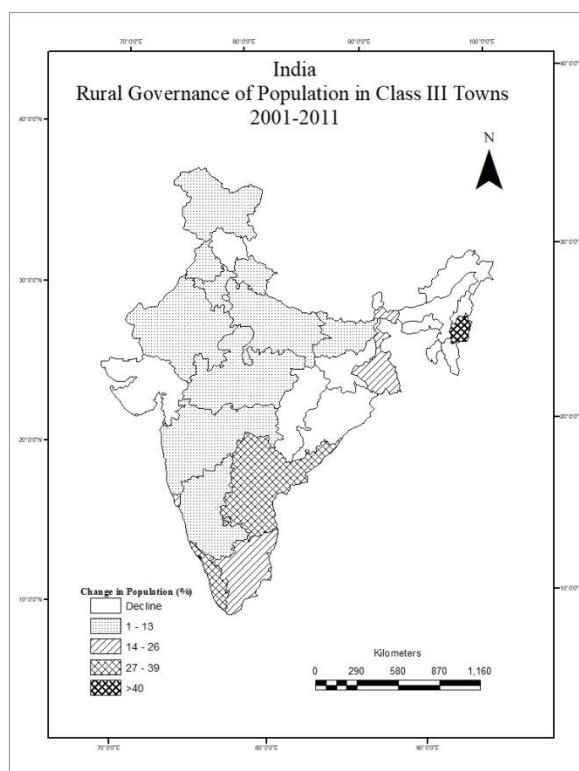 70°0'0"E 80°0'0"E 90°0'0"E 100°0'0"E
India
Rural Governance of Population in Class III Towns
2001-2011
N
40°0'0"N 40°0'0"N
30°0'0"N 30°0'0"N
20°0'0"N 20°0'0"N
10°0'0"N 10°0'0"N
Change in Population (%)
Decline
1 - 13
14 - 26
27 - 39
>40
Kilometers
0 290 580 870 1,160
70°0'0"E 80°0'0"E 90°0'0"E